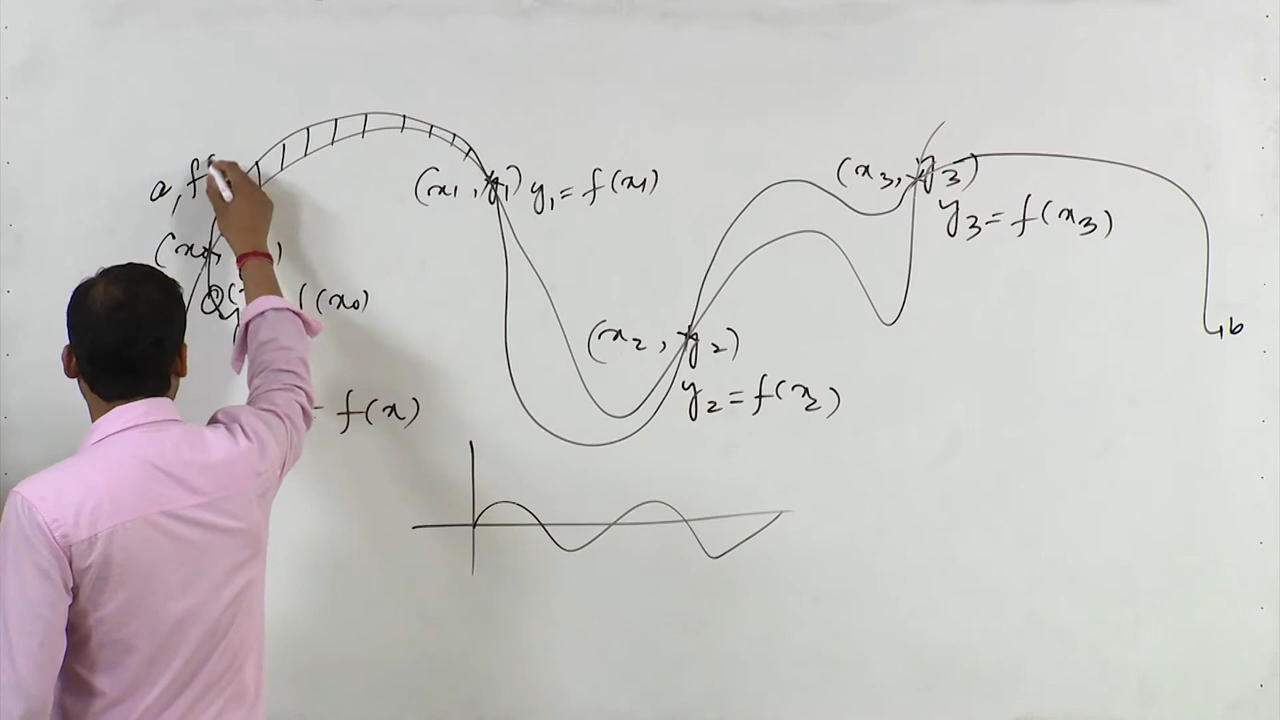 a, f
(x₁, y₁) y₁ = f(x₁)
(x₃, y₃)
y₃ = f(x₃)
(x₀)
(x₂, y₂)
b
y₂ = f(x₂)
f(x)